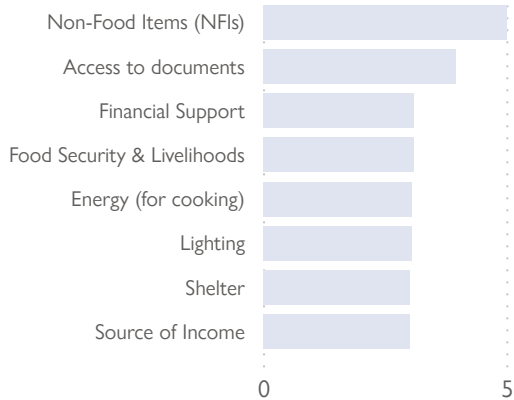 Non-Food Items (NFIs)
Access to documents
Financial Support
Food Security & Livelihoods
Energy (for cooking)
Lighting
Shelter
Source of Income
0 5